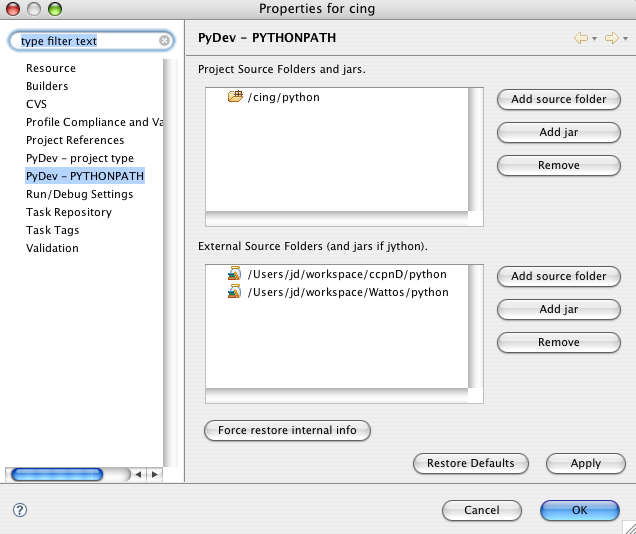 Properties for cing
type filter text
Resource
Builders
CVS
Profile Compliance and Va
Project References
PyDev - project type
PyDev - PYTHONPATH
Run/Debug Settings
Task Repository
Task Tags
Validation
PyDev - PYTHONPATH
Project Source Folders and jars.
/cing/python
Add source folder
Add jar
Remove
External Source Folders (and jars if jython).
/Users/jd/workspace/ccpnD/python
/Users/jd/workspace/Wattos/python
Add source folder
Add jar
Remove
Force restore internal info
Restore Defaults
Apply
?
Cancel
OK